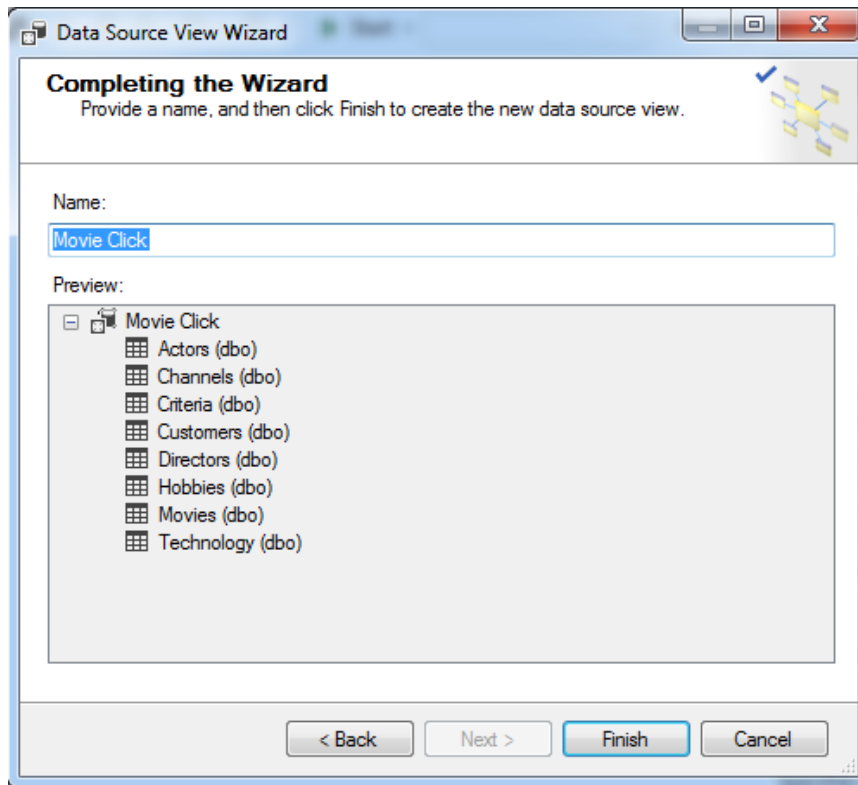 Data Source View Wizard
Start
Completing the Wizard
Provide a name, and then click Finish to create the new data source view.
Name:
Movie Click
Preview:
Movie Click
Actors (dbo)
Channels (dbo)
Criteria (dbo)
Customers (dbo)
Directors (dbo)
Hobbies (dbo)
Movies (dbo)
Technology (dbo)
< Back
Next >
Finish
Cancel